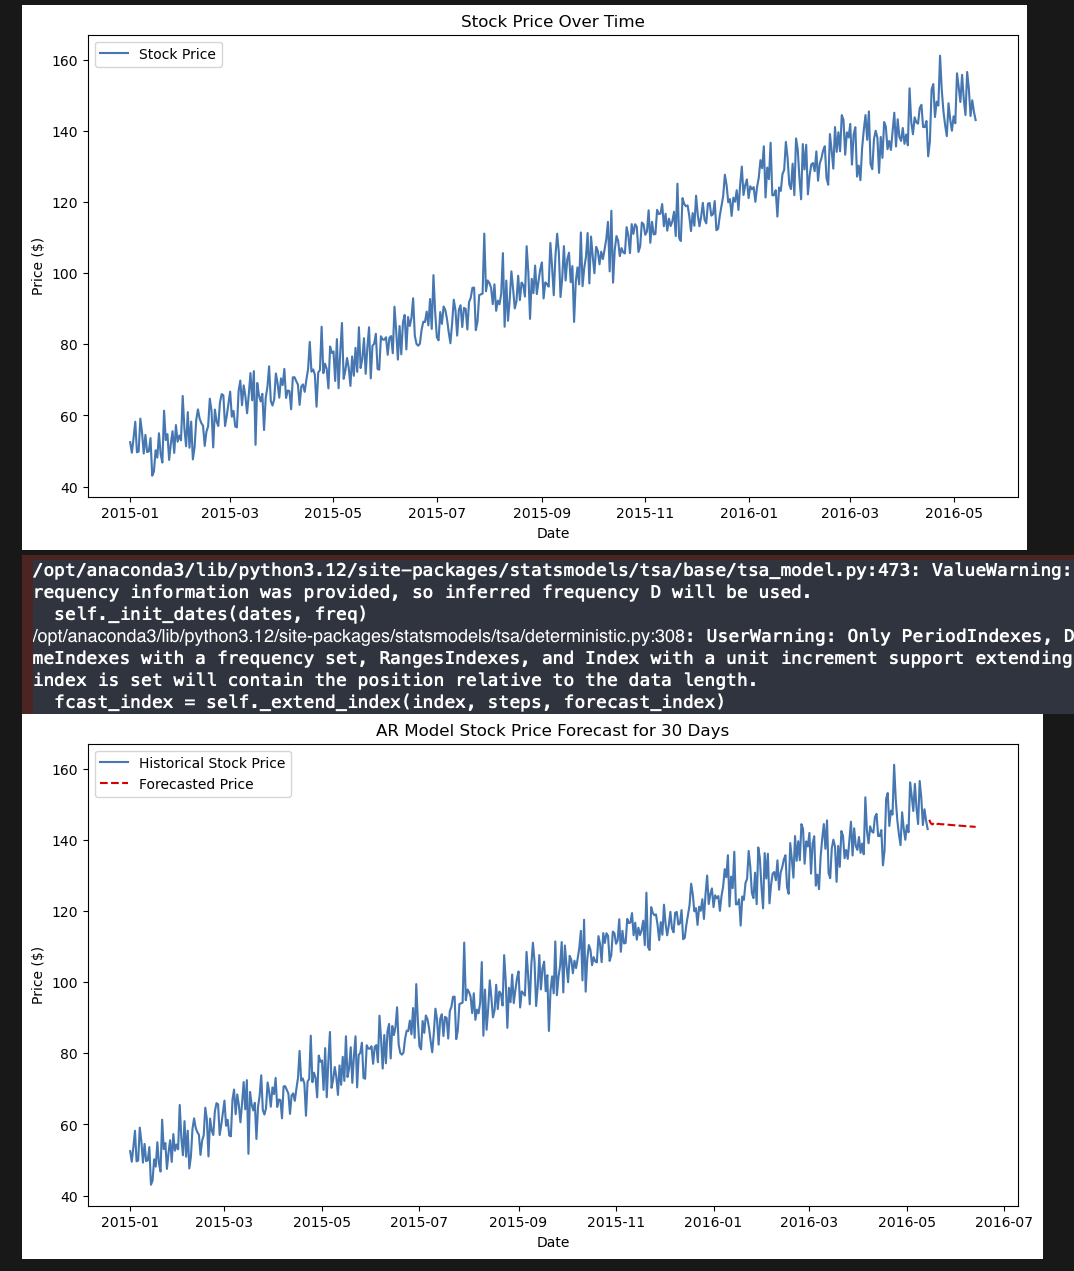 Stock Price Over Time
Stock Price
160
140
120
100
80
60
40
Price ($)
2015-01 2015-03 2015-05 2015-07 2015-09 2015-11 2016-01 2016-03 2016-05
Date
/opt/anaconda3/lib/python3.12/site-packages/statsmodels/tsa/base/tsa_model.py:473: ValueWarning:
requency information was provided, so inferred frequency D will be used.
self._init_dates(dates, freq)
/opt/anaconda3/lib/python3.12/site-packages/statsmodels/tsa/deterministic.py:308: UserWarning: Only PeriodIndexes, D
meIndexes with a frequency set, RangesIndexes, and Index with a unit increment support extending
index is set will contain the position relative to the data length.
fcast_index = self._extend_index(index, steps, forecast_index)
AR Model Stock Price Forecast for 30 Days
Historical Stock Price
Forecasted Price
160
140
120
100
80
60
40
Price ($)
2015-01 2015-03 2015-05 2015-07 2015-09 2015-11 2016-01 2016-03 2016-05 2016-07
Date